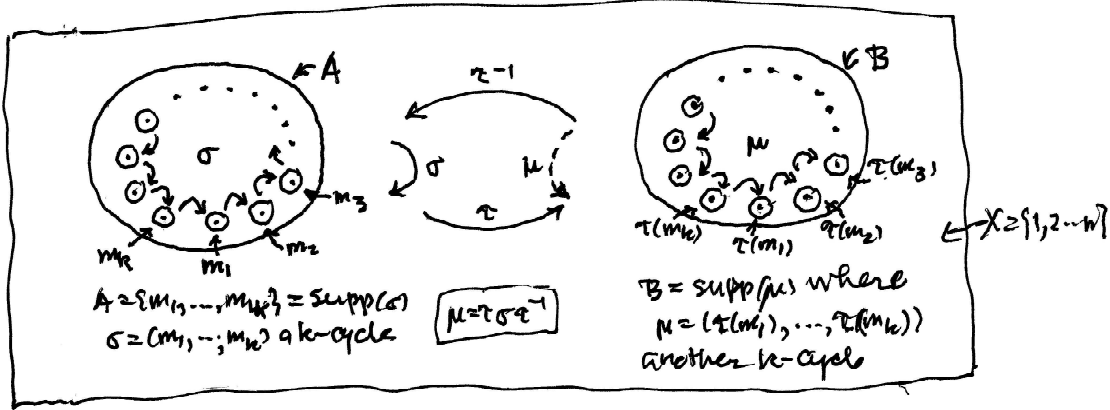 A
τ-1
B
σ
σ
μ
μ
τ
m3
τ(m3)
mk
m1
m2
τ(mk)
τ(m1)
τ(m2)
X={1,2...n}
A={m1,...,mk}=supp(σ)
σ=(m1,...,mk) a k-cycle
μ=τστ-1
B=supp(μ) where
μ=(τ(m1),...,τ(mk))
another k-cycle